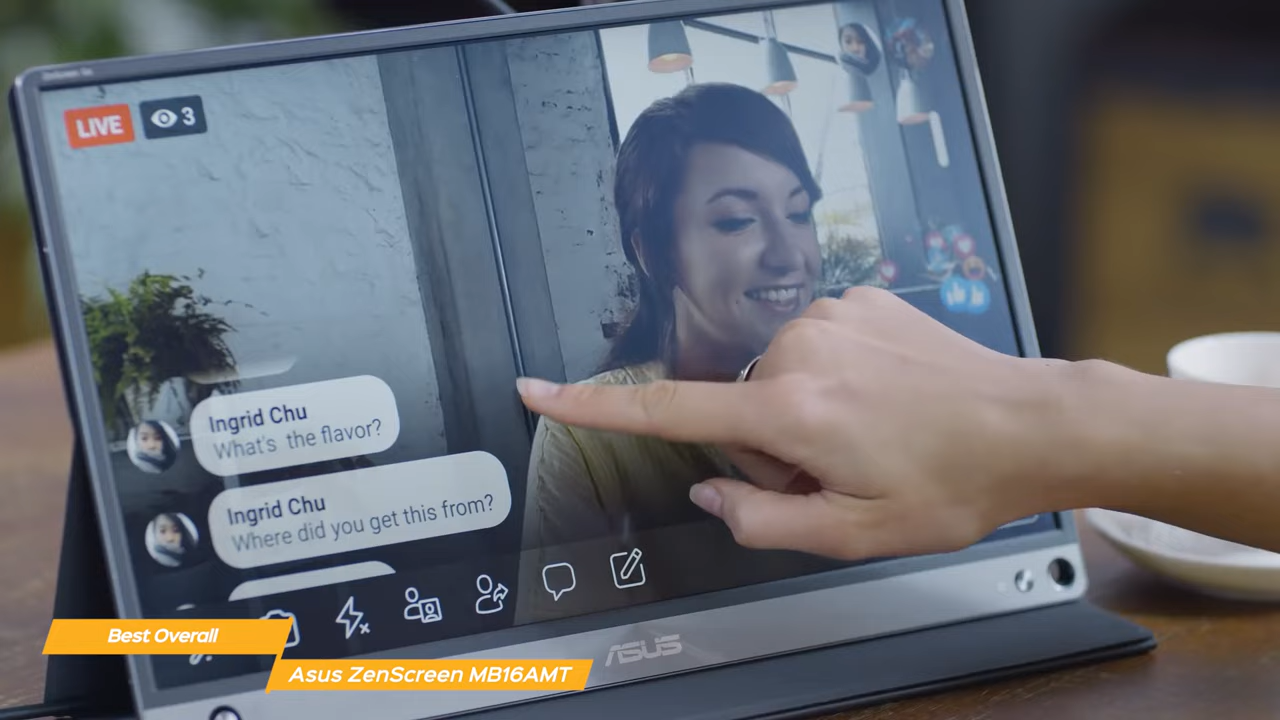 LIVE
3
Ingrid Chu
What's the flavor?
Ingrid Chu
Where did you get this from?
ASUS
Best Overall
Asus ZenScreen MB16AMT